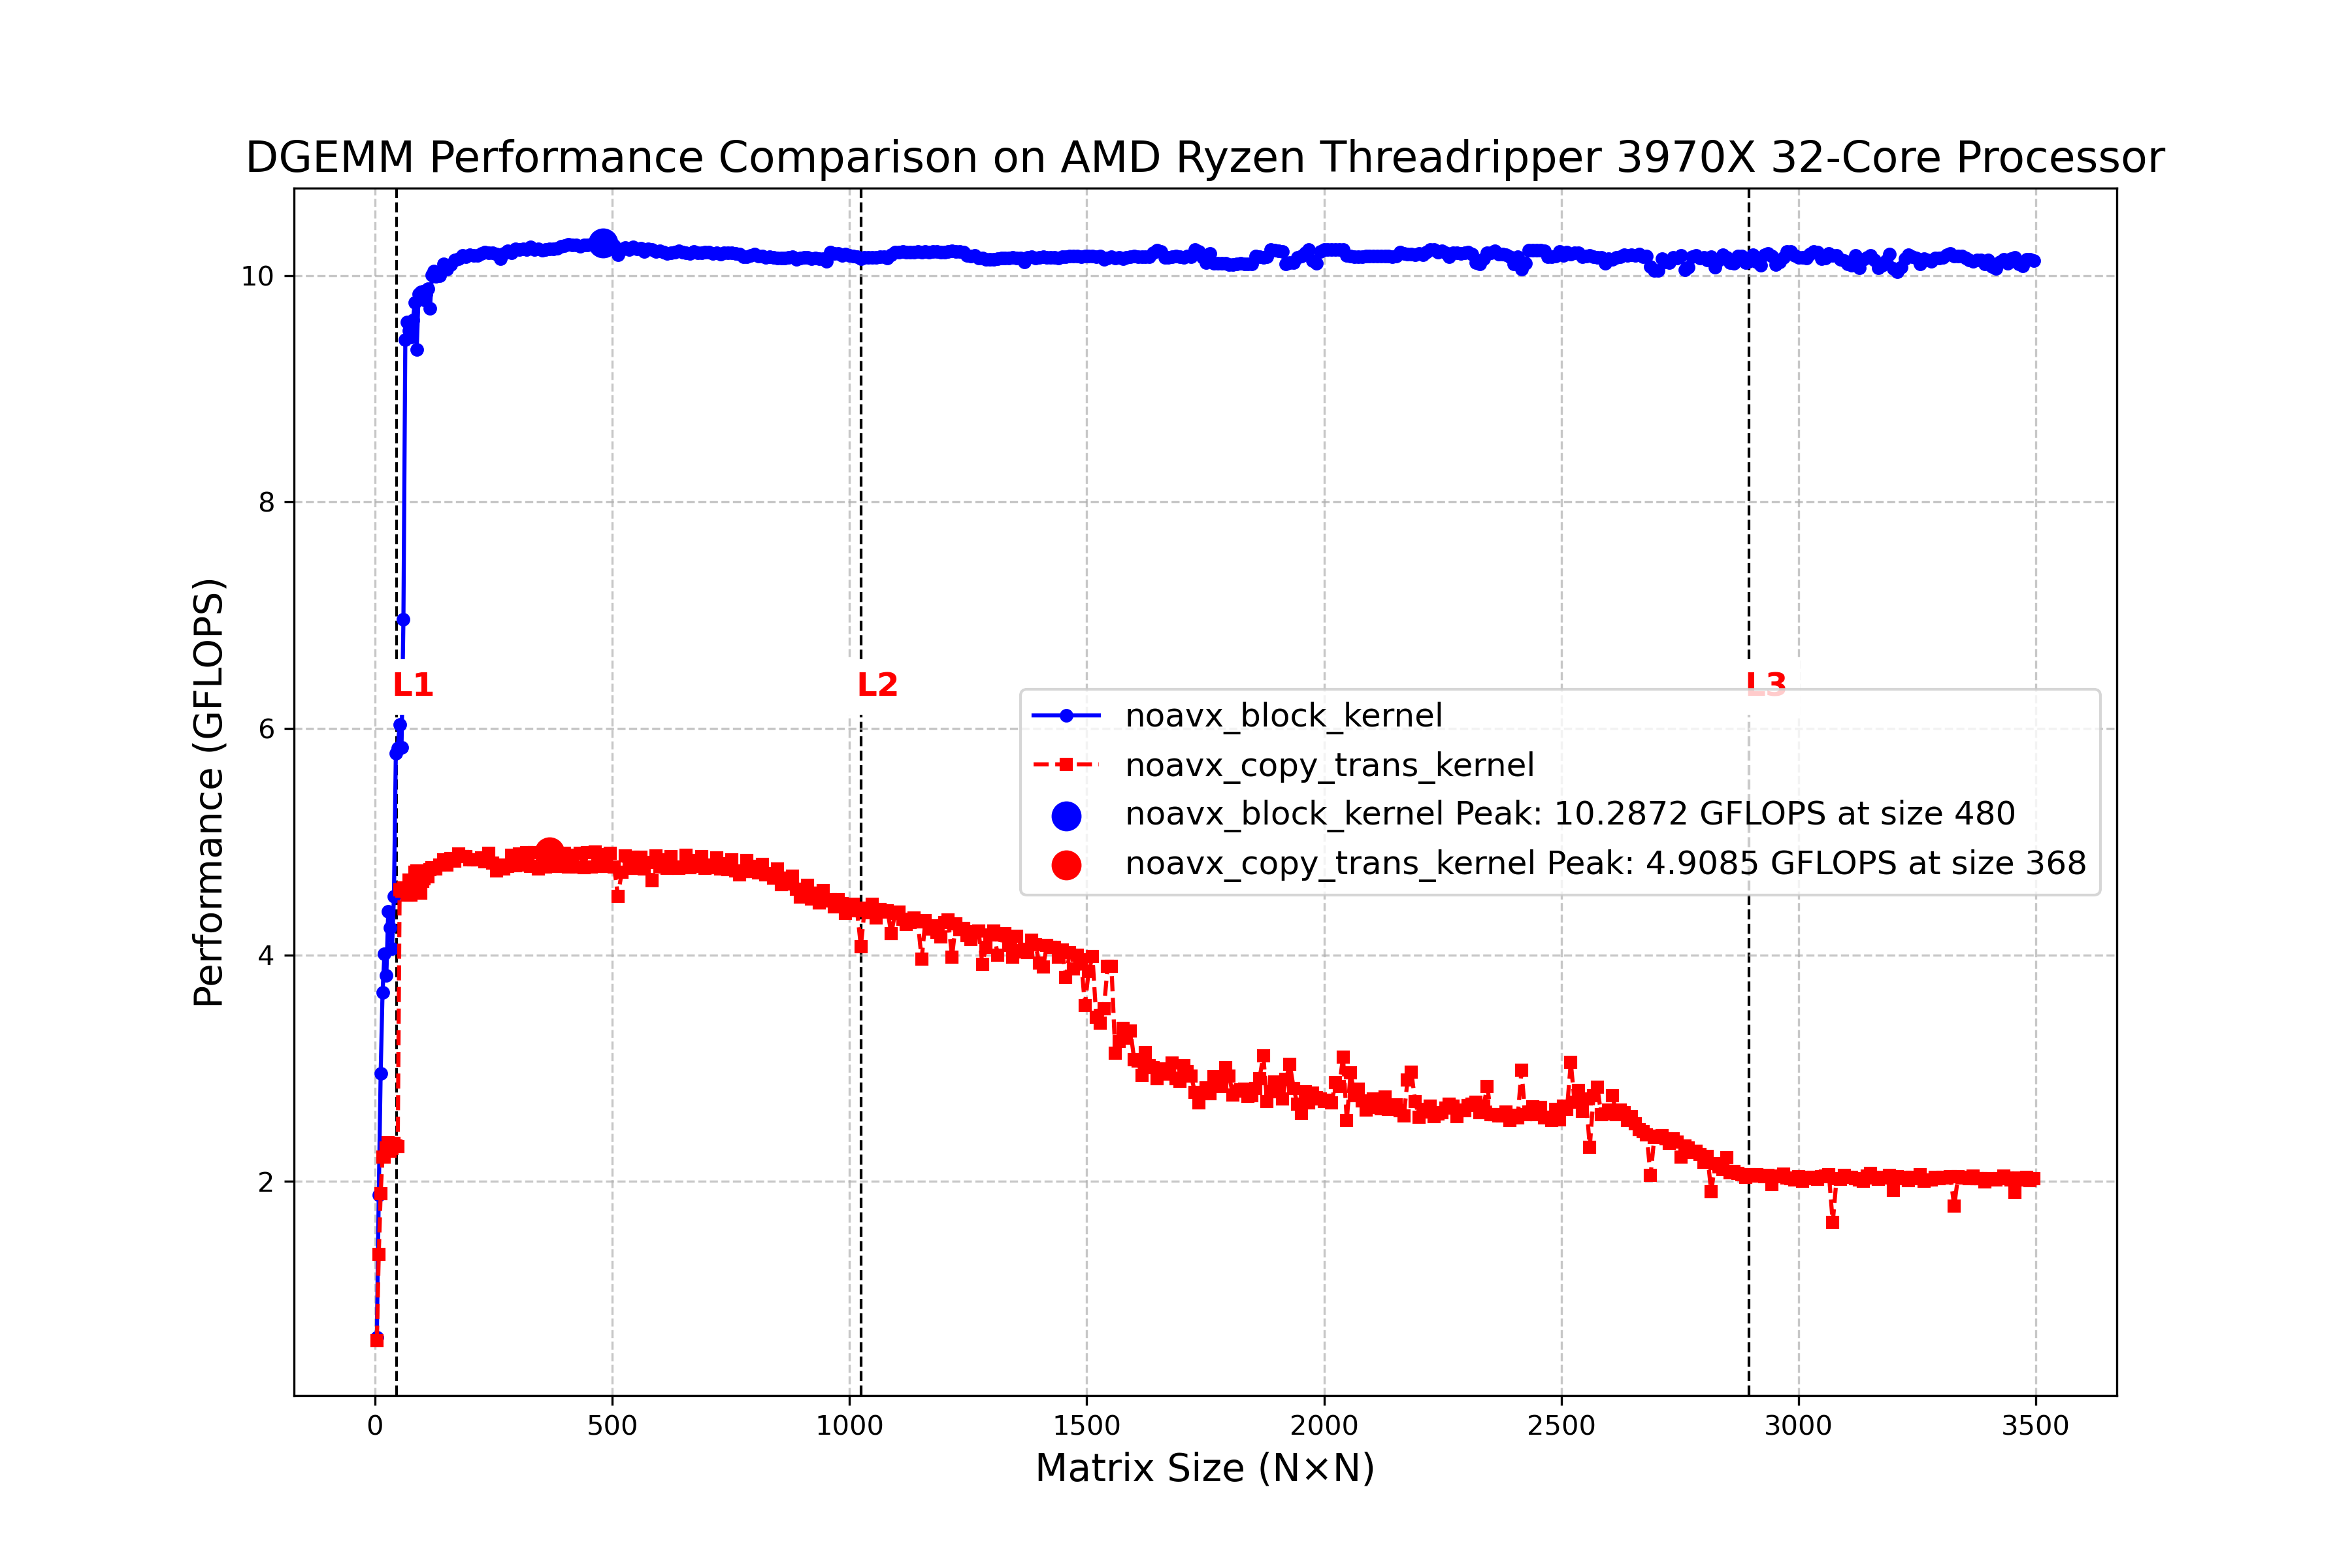 DGEMM Performance Comparison on AMD Ryzen Threadripper 3970X 32-Core Processor
Performance (GFLOPS)
10
8
6
4
2
L1
L2
L3
noavx_block_kernel
noavx_copy_trans_kernel
noavx_block_kernel Peak: 10.2872 GFLOPS at size 480
noavx_copy_trans_kernel Peak: 4.9085 GFLOPS at size 368
0
500
1000
1500
2000
2500
3000
3500
Matrix Size (N×N)